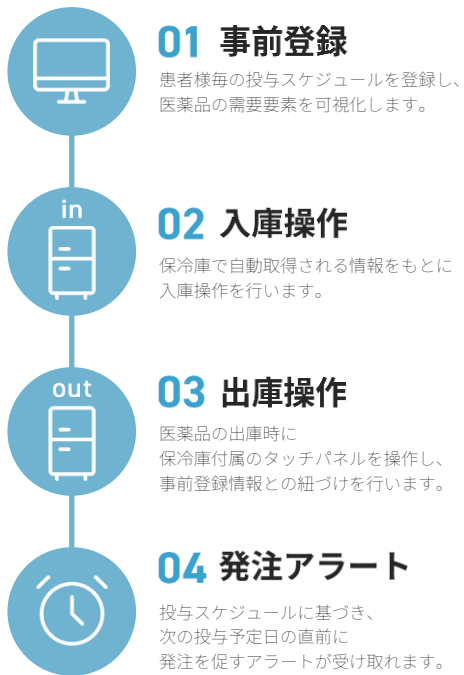 01 事前登録
患者様毎の投与スケジュールを登録し、
医薬品の需要要素を可視化します。
in
02 入庫操作
保冷庫で自動取得される情報をもとに
入庫操作を行います。
out
03 出庫操作
医薬品の出庫時に
保冷庫付属のタッチパネルを操作し、
事前登録情報との紐づけを行います。
04 発注アラート
投与スケジュールに基づき、
次の投与予定日の直前に
発注を促すアラートが受け取れます。